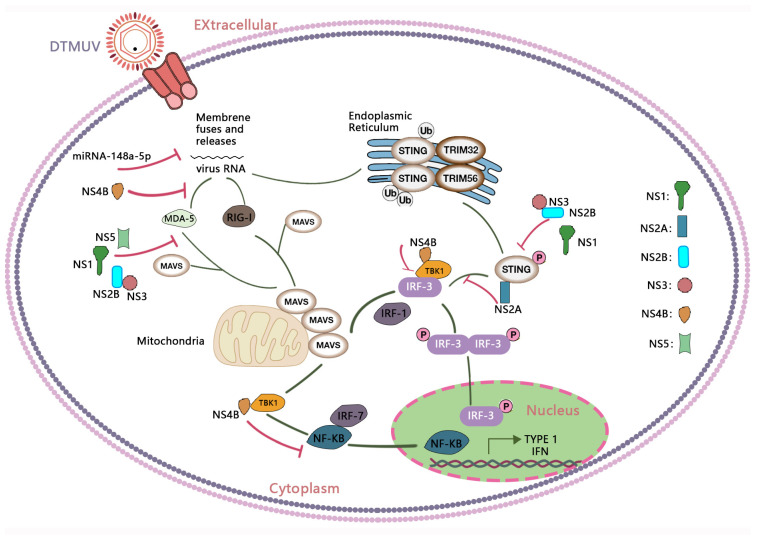 EXtracellular
DTMUV
Membrene
fuses and
releases
virus RNA
Endoplasmic
Reticulum
Ub
STING
TRIM32
STING
TRIM56
Ub
Ub
miRNA-148a-5p
NS4B
MDA-5
RIG-I
MAVS
NS5
NS1
NS2B
NS3
MAVS
MAVS
MAVS
MAVS
Mitochondria
NS4B
TBK1
IRF-3
IRF-1
NS3
NS2B
NS1
P
STING
NS2A
P
IRF-3
IRF-3
P
NS1:
NS2A:
NS2B:
NS3:
NS4B:
NS5:
NS4B
TBK1
IRF-7
NF-KB
P
IRF-3
Nucleus
NF-KB
TYPE 1
IFN
Cytoplasm